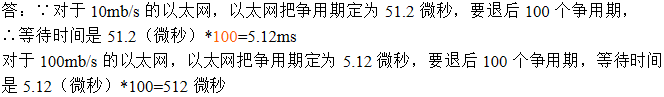 答：∵对于 10mb/s 的以太网，以太网把争用期定为 51.2 微秒，要退后 100 个争用期，
∴等待时间是 51.2（微秒）*100=5.12ms
对于 100mb/s 的以太网，以太网把争用期定为 5.12 微秒，要退后 100 个争用期，等待时间
是 5.12（微秒）*100=512 微秒